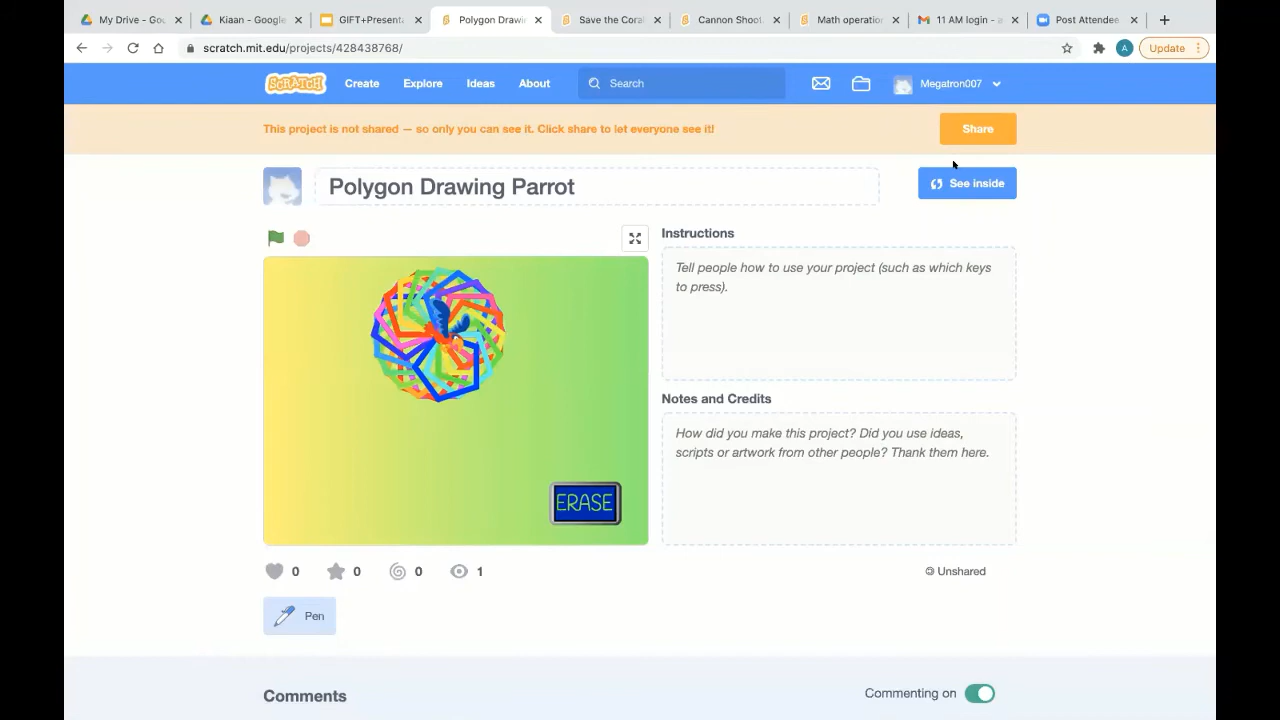 My Drive - Gou
Kiaan - Google
GIFT+Presenta
Polygon Drawi
Save the Coral
Cannon Shoot.
Math operation
11 AM login - a
Post Attendee
scratch.mit.edu/projects/428438768/
A
Update
SCRATCH
Create
Explore
Ideas
About
Search
Megatron007
This project is not shared — so only you can see it. Click share to let everyone see it!
Share
Polygon Drawing Parrot
See inside
Instructions
Tell people how to use your project (such as which keys
to press).
ERASE
Notes and Credits
How did you make this project? Did you use ideas,
scripts or artwork from other people? Thank them here.
0
0
0
1
Unshared
Pen
Comments
Commenting on